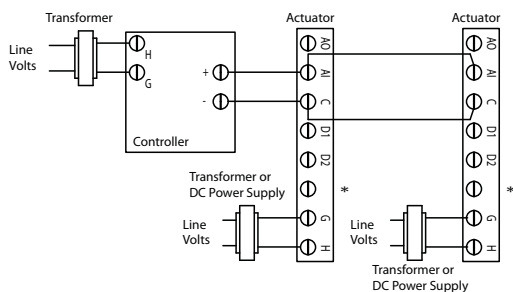 Transformer
Actuator
Actuator
Line
Volts
H
G
+
-
Controller
AO
AI
C
D1
D2
*
G
H
AO
AI
C
D1
D2
*
G
H
Transformer or
DC Power Supply
Line
Volts
Line
Volts
Transformer or
DC Power Supply